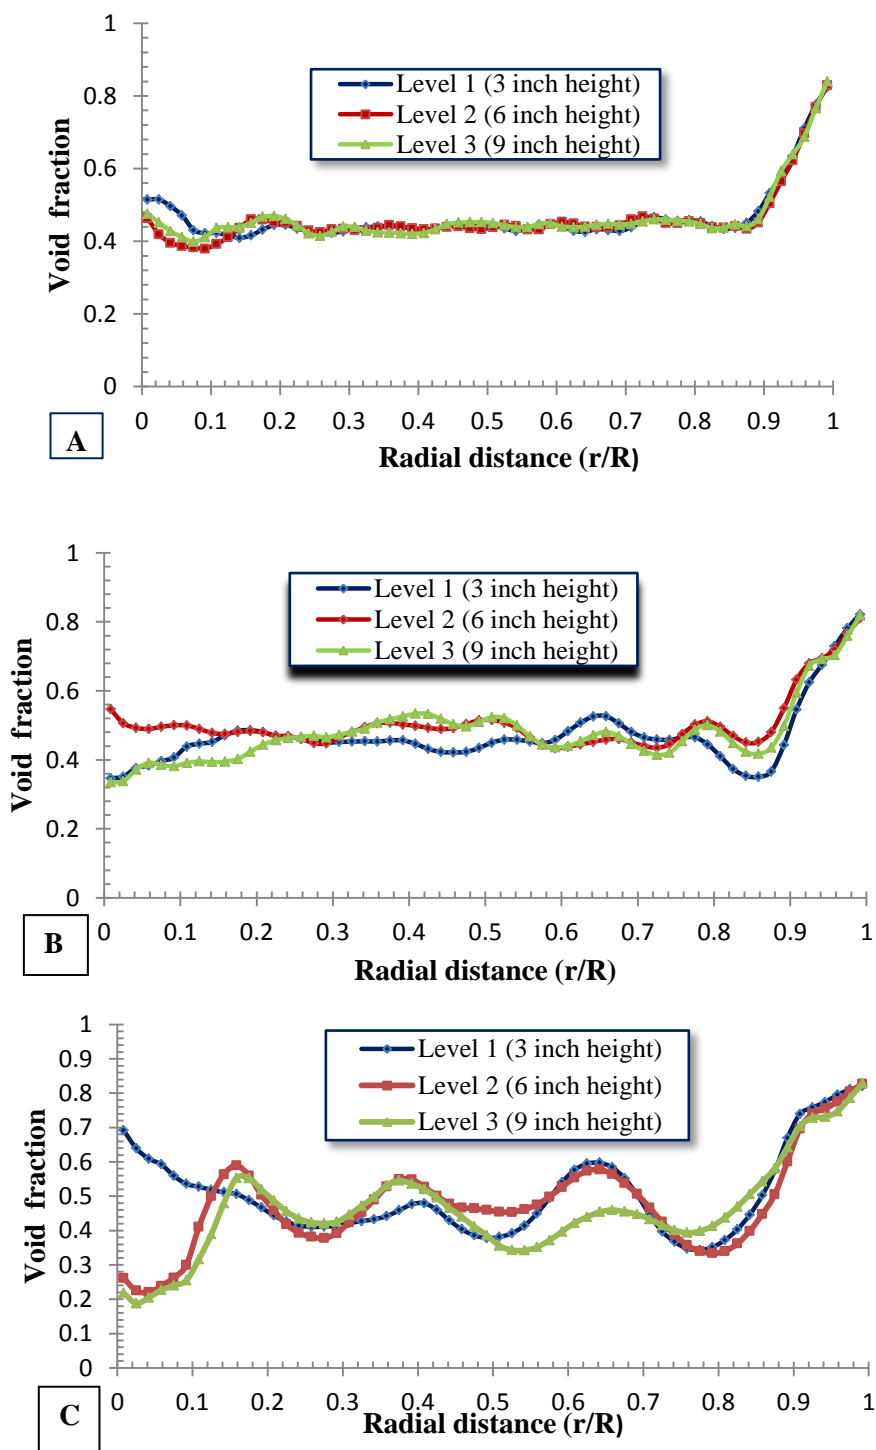 1
Level 1 (3 inch height)
0.8
Level 2 (6 inch height)
Level 3 (9 inch height)
0.6
Void fraction
0.4
0.2
0
0 0.1 0.2 0.3 0.4 0.5 0.6 0.7 0.8 0.9 1
A
Radial distance (r/R)
1
Level 1 (3 inch height)
0.8
Level 2 (6 inch height)
Level 3 (9 inch height)
0.6
Void fraction
0.4
0.2
0
B
0 0.1 0.2 0.3 0.4 0.5 0.6 0.7 0.8 0.9 1
Radial distance (r/R)
1
0.9
Level 1 (3 inch height)
0.8
Level 2 (6 inch height)
0.7
Level 3 (9 inch height)
0.6
Void fraction
0.5
0.4
0.3
0.2
0.1
0
0 0.1 0.2 0.3 0.4 0.5 0.6 0.7 0.8 0.9 1
C
Radial distance (r/R)